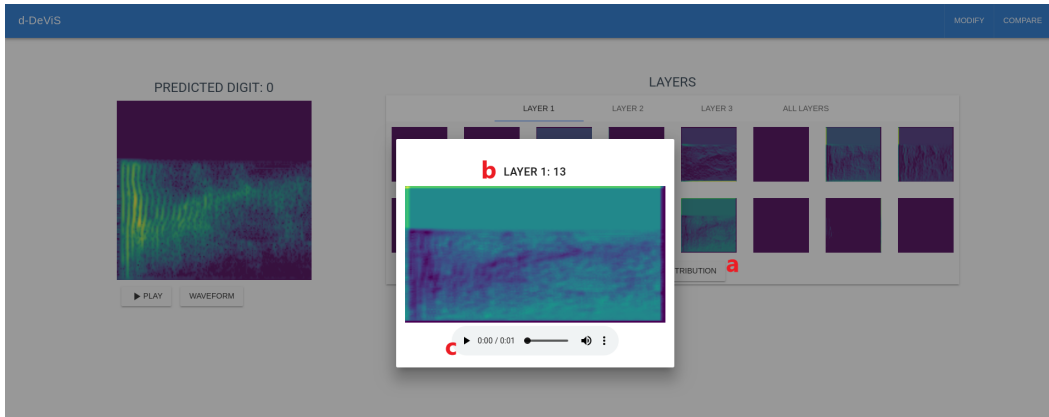 d-DeViS
MODIFY
COMPARE
PREDICTED DIGIT: 0
LAYERS
LAYER 1
LAYER 2
LAYER 3
ALL LAYERS
b LAYER 1: 13
TRIBUTION a
PLAY
WAVEFORM
c 0:00 / 0:01